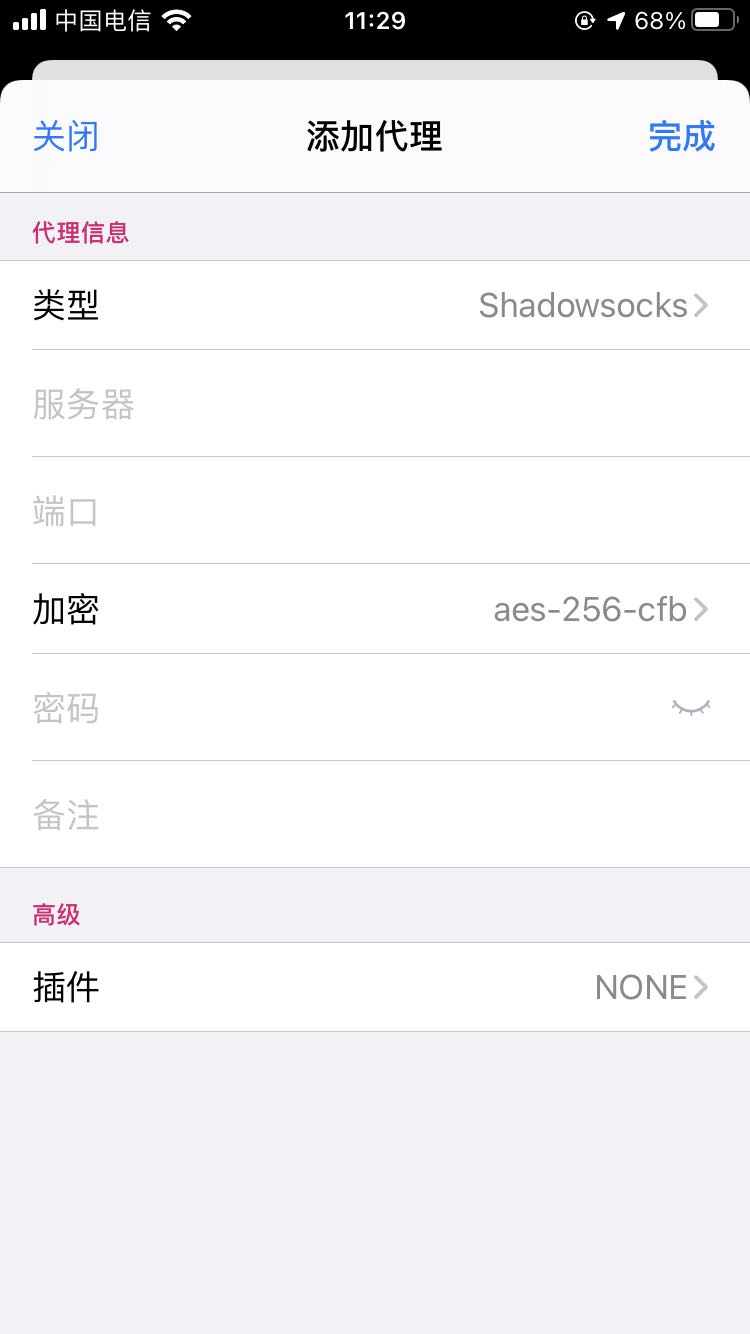 中国电信 11:29 68%
关闭 添加代理 完成
代理信息
类型 Shadowsocks
服务器
端口
加密 aes-256-cfb
密码
备注
高级
插件 NONE